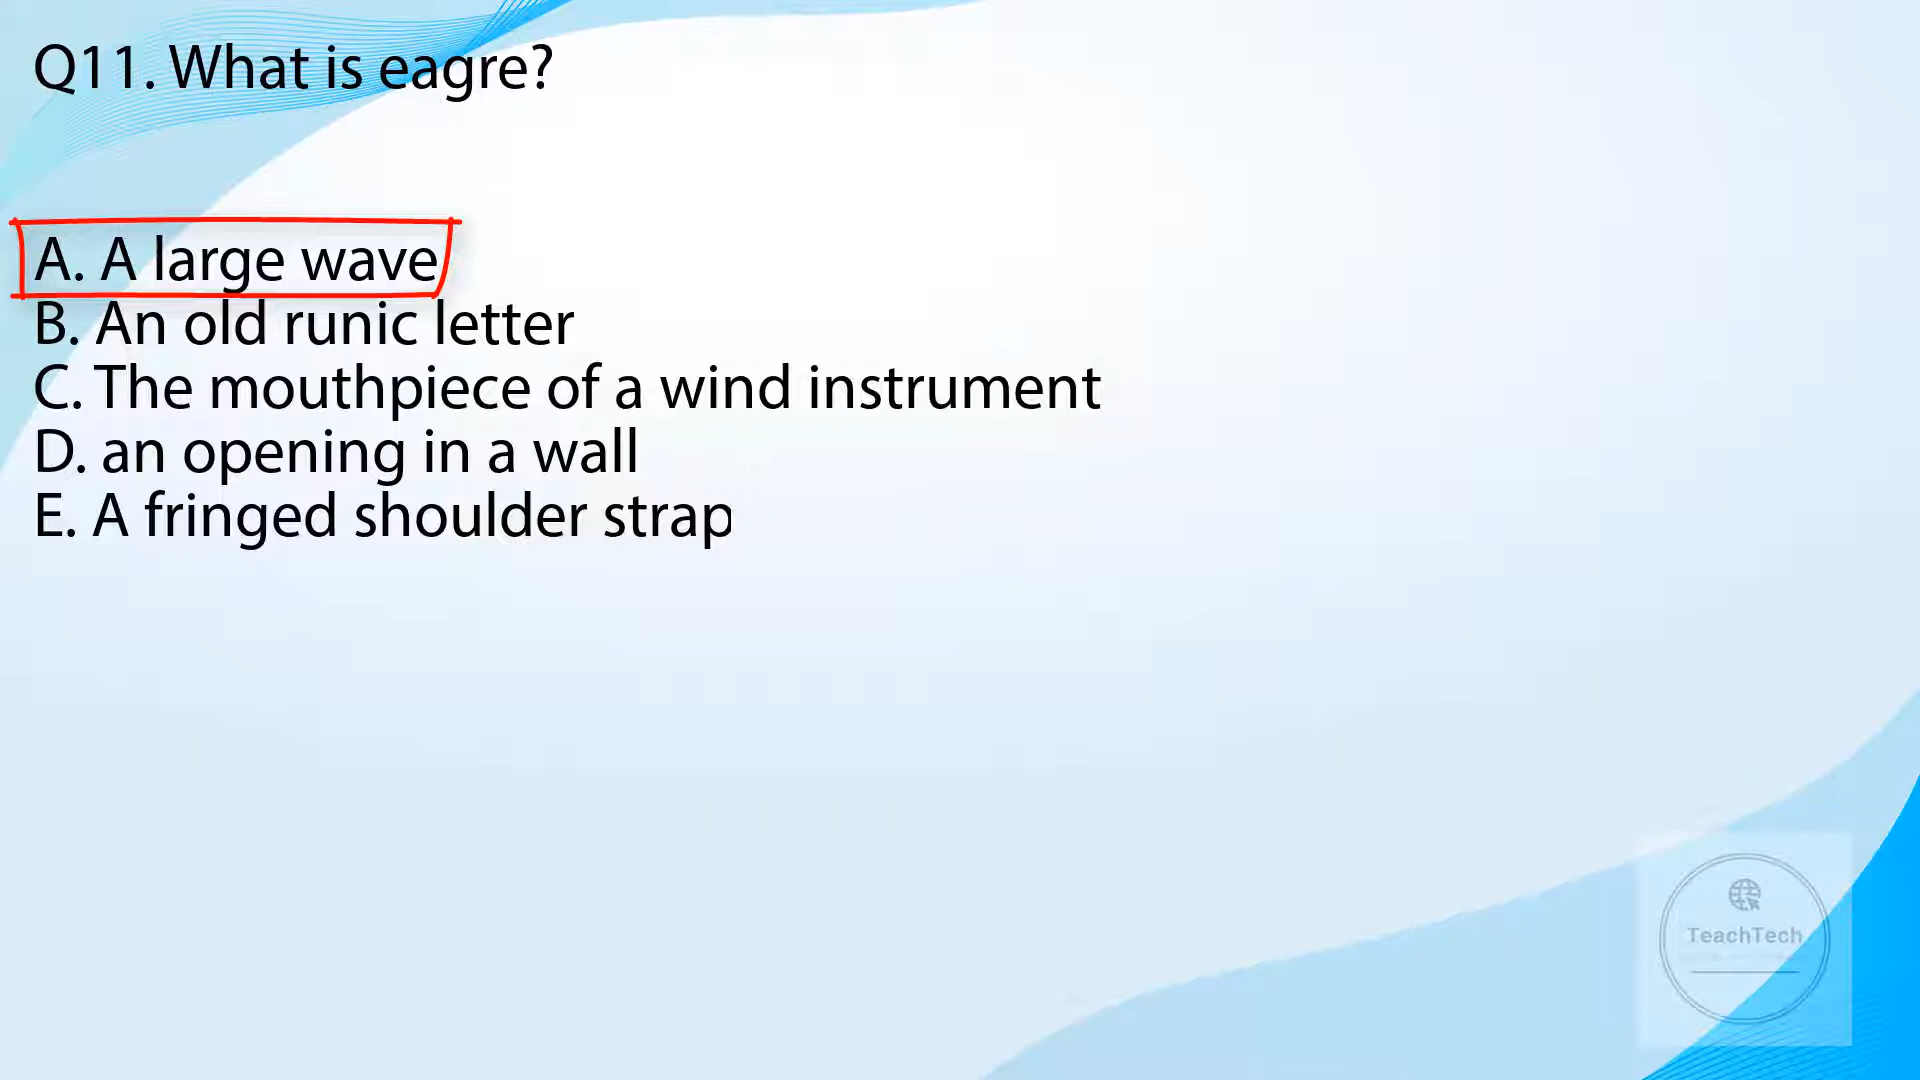 Q11. What is eagre?
A. A large wave
B. An old runic letter
C. The mouthpiece of a wind instrument
D. an opening in a wall
E. A fringed shoulder strap
TeachTech